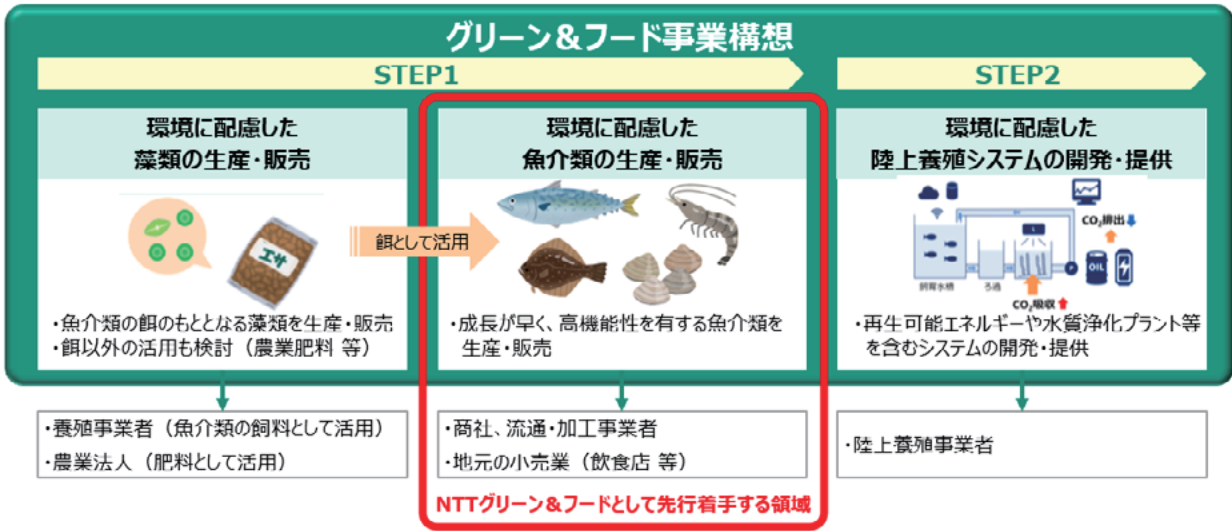 グリーン&フード事業構想
STEP1
STEP2
環境に配慮した
藻類の生産・販売
エサ
・魚介類の餌のもととなる藻類を生産・販売
・餌以外の活用も検討（農業肥料 等）
餌として活用
環境に配慮した
魚介類の生産・販売
・成長が早く、高機能性を有する魚介類を
生産・販売
環境に配慮した
陸上養殖システムの開発・提供
CO₂排出
OIL
P
飼育水槽
ろ過
CO₂吸収
・再生可能エネルギーや水質浄化プラント等
を含むシステムの開発・提供
・養殖事業者（魚介類の飼料として活用）
・農業法人（肥料として活用）
・商社、流通・加工事業者
・地元の小売業（飲食店 等）
・陸上養殖事業者
NTTグリーン&フードとして先行着手する領域